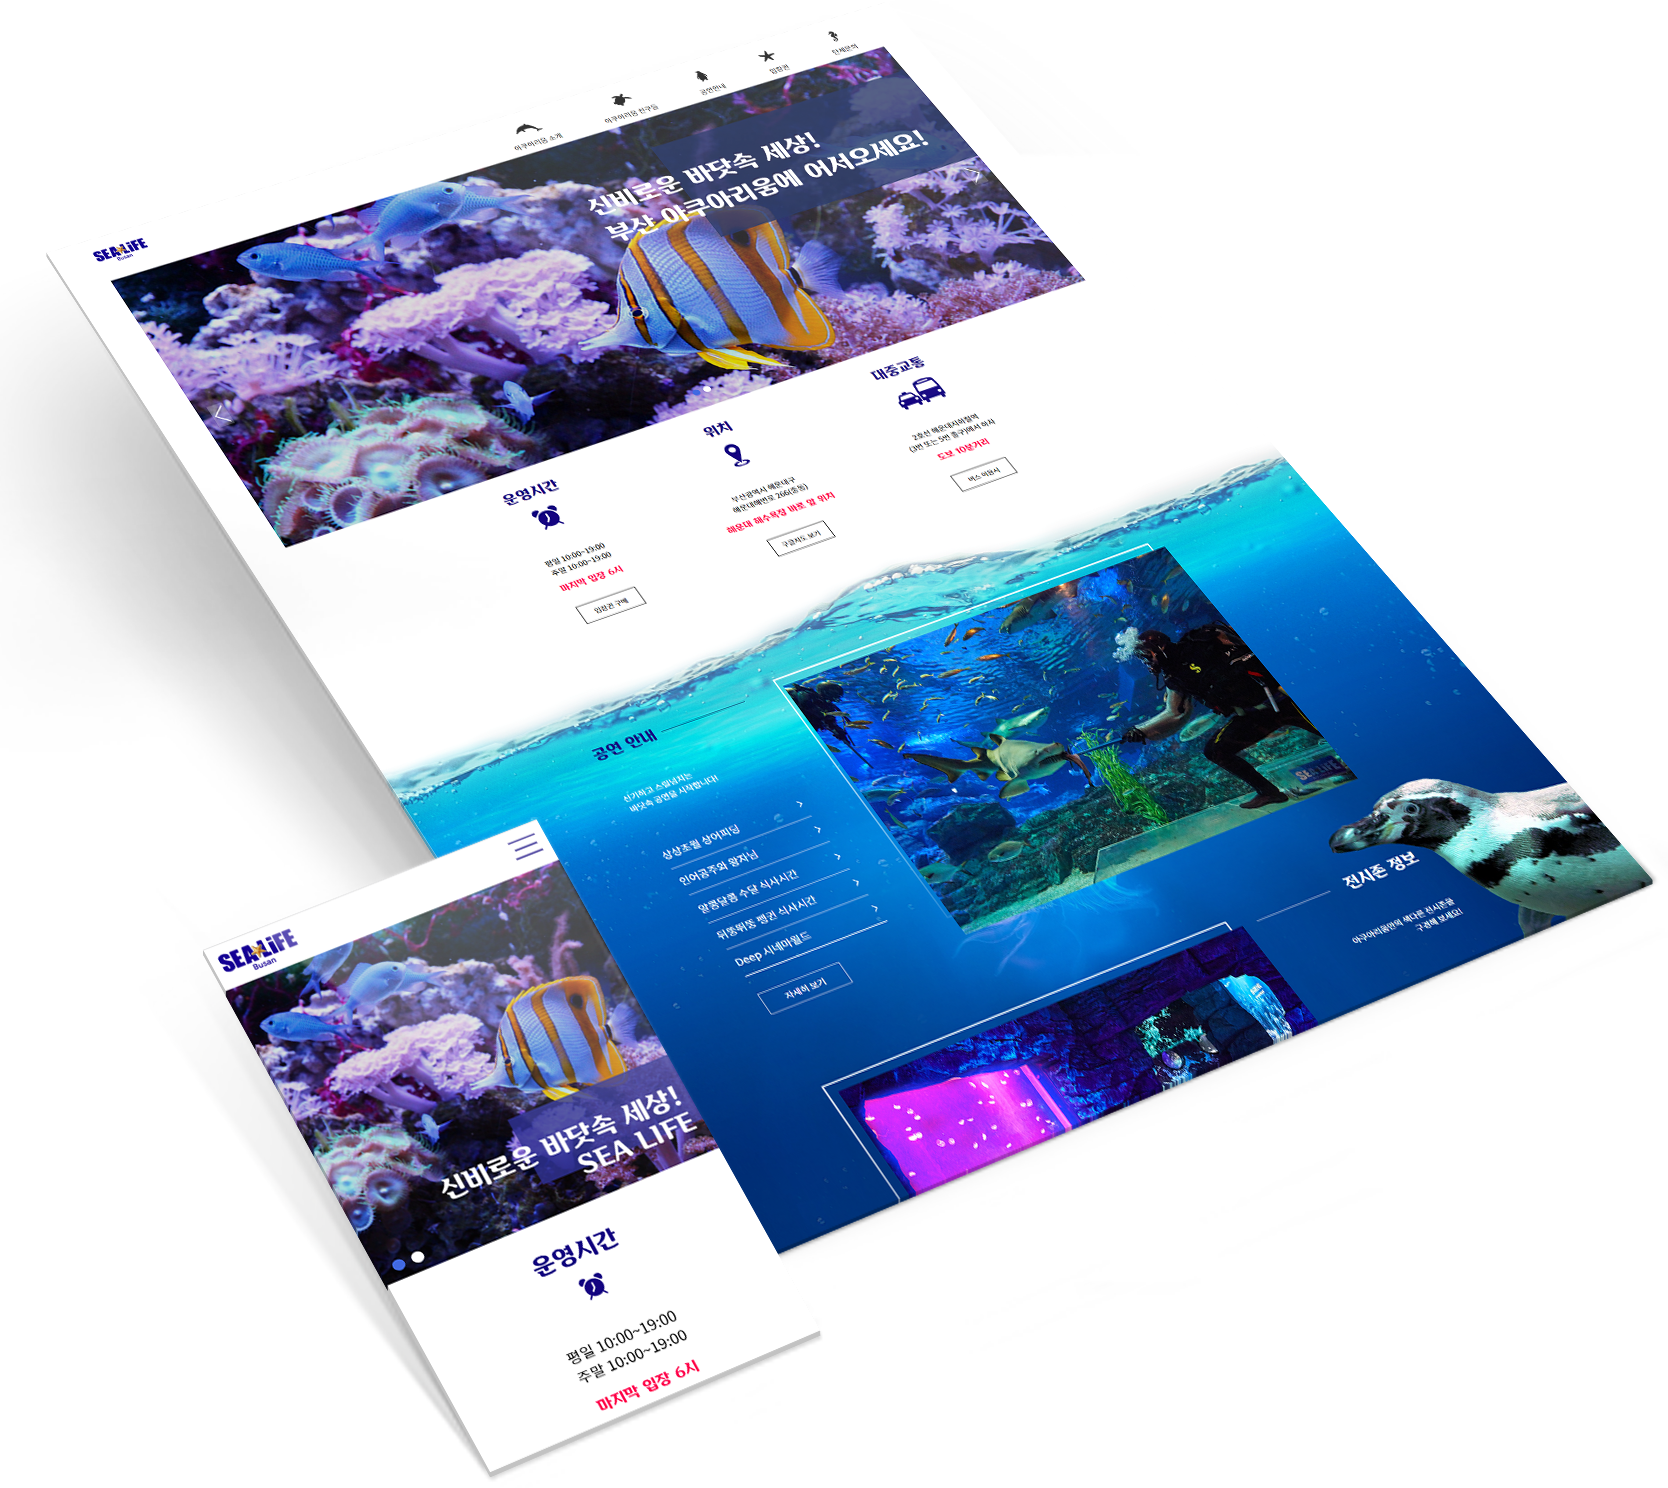 아쿠아리움 소개
아쿠아리움 친구들
공연안내
입장권
단체문의
SEA LiFE
Busan
신비로운 바닷속 세상!
부산 아쿠아리움에 어서오세요!
운영시간
평일 10:00~19:00
주말 10:00~19:00
마지막 입장 6시
입장권 구매
위치
부산광역시 해운대구
해운대해변로 266(중동)
해운대 해수욕장 바로 앞 위치
구글지도 보기
대중교통
2호선 해운대지하철역
(3번 또는 5번 출구)에서 하차
도보 10분거리
버스 이용시
공연 안내
신기하고 스릴넘치는
바닷속 공연을 시작합니다!
상상초월 상어피딩
인어공주와 왕자님
알콩달콩 수달 식사시간
뒤뚱뒤뚱 펭귄 식사시간
Deep 시네마월드
자세히 보기
SEA LIFE
전시존 정보
아쿠아리움만의 색다른 전시존을
구경해 보세요!
SEA LiFE
Busan
신비로운 바닷속 세상!
SEA LIFE
운영시간
평일 10:00~19:00
주말 10:00~19:00
마지막 입장 6시